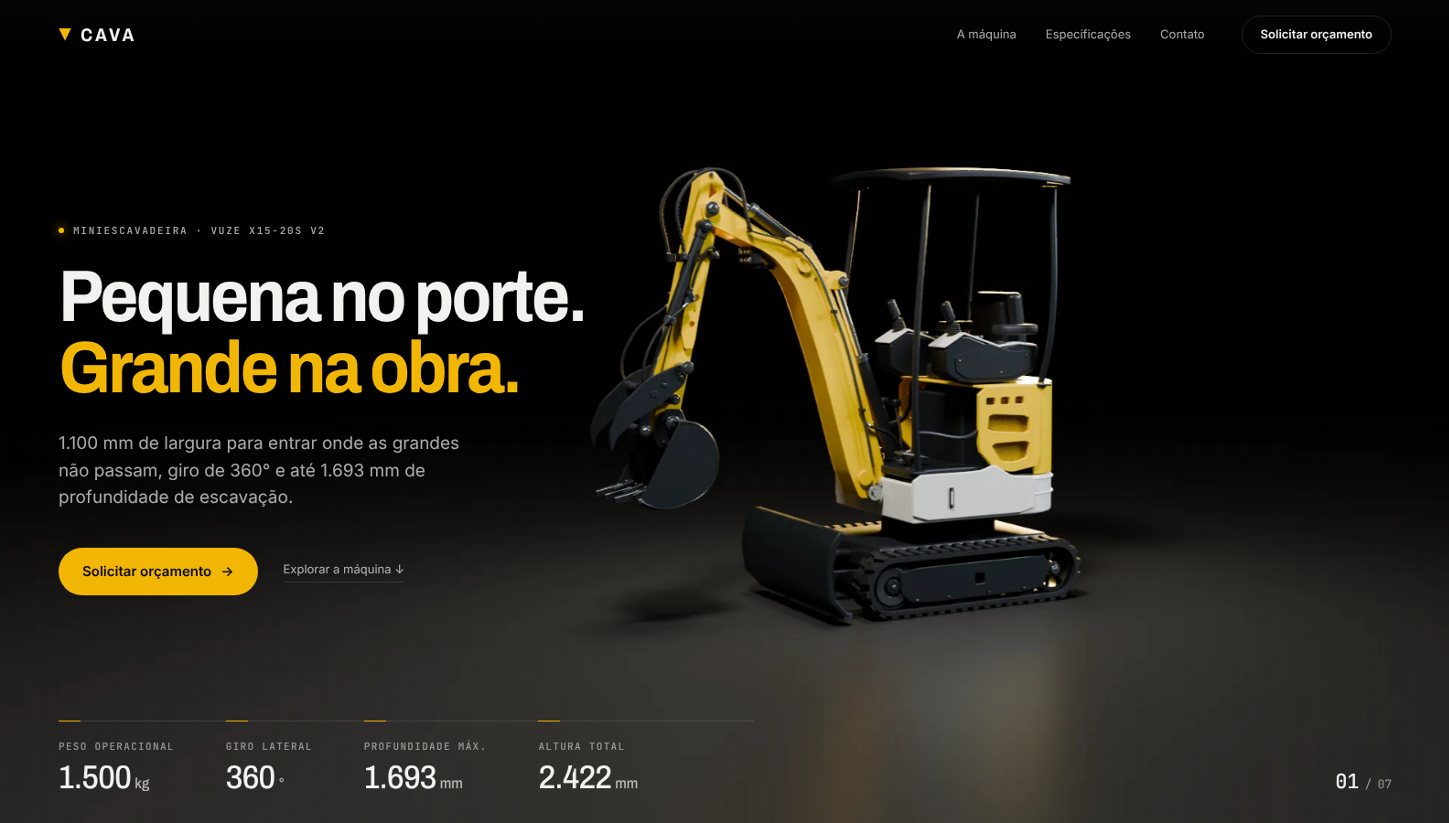 CAVA
A máquina
Especificações
Contato
Solicitar orçamento
MINIESCAVADEIRA · VUZE X15-20S V2
Pequena no porte.
Grande na obra.
1.100 mm de largura para entrar onde as grandes
não passam, giro de 360° e até 1.693 mm de
profundidade de escavação.
Solicitar orçamento →
Explorar a máquina ↓
PESO OPERACIONAL
1.500 kg
GIRO LATERAL
360 °
PROFUNDIDADE MÁX.
1.693 mm
ALTURA TOTAL
2.422 mm
01 / 07